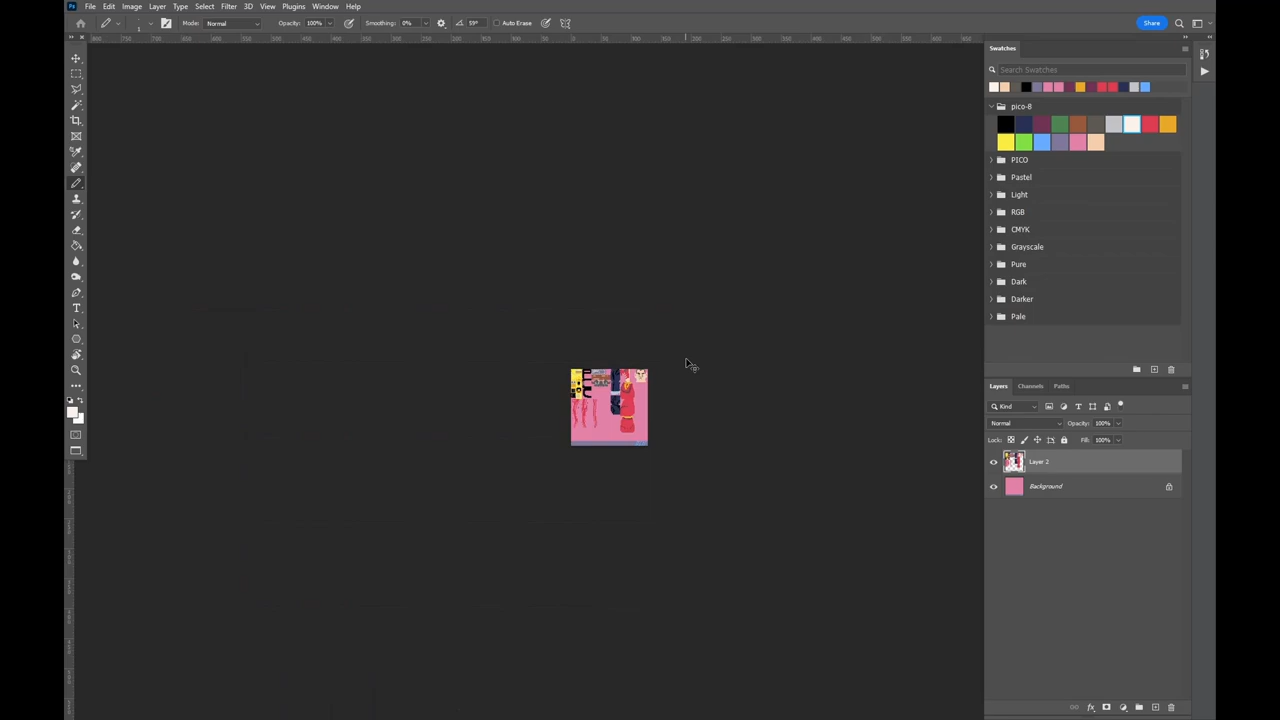 Ps File Edit Image Layer Type Select Filter 3D View Plugins Window Help
Mode: Normal Opacity: 100% Smoothing: 0% 59° Auto Erase Share
Swatches
Search Swatches
pico-8
PICO
Pastel
Light
RGB
CMYK
Grayscale
Pure
Dark
Darker
Pale
Layers Channels Paths
Kind
Normal Opacity: 100%
Lock: Fill: 100%
Layer 2
Background